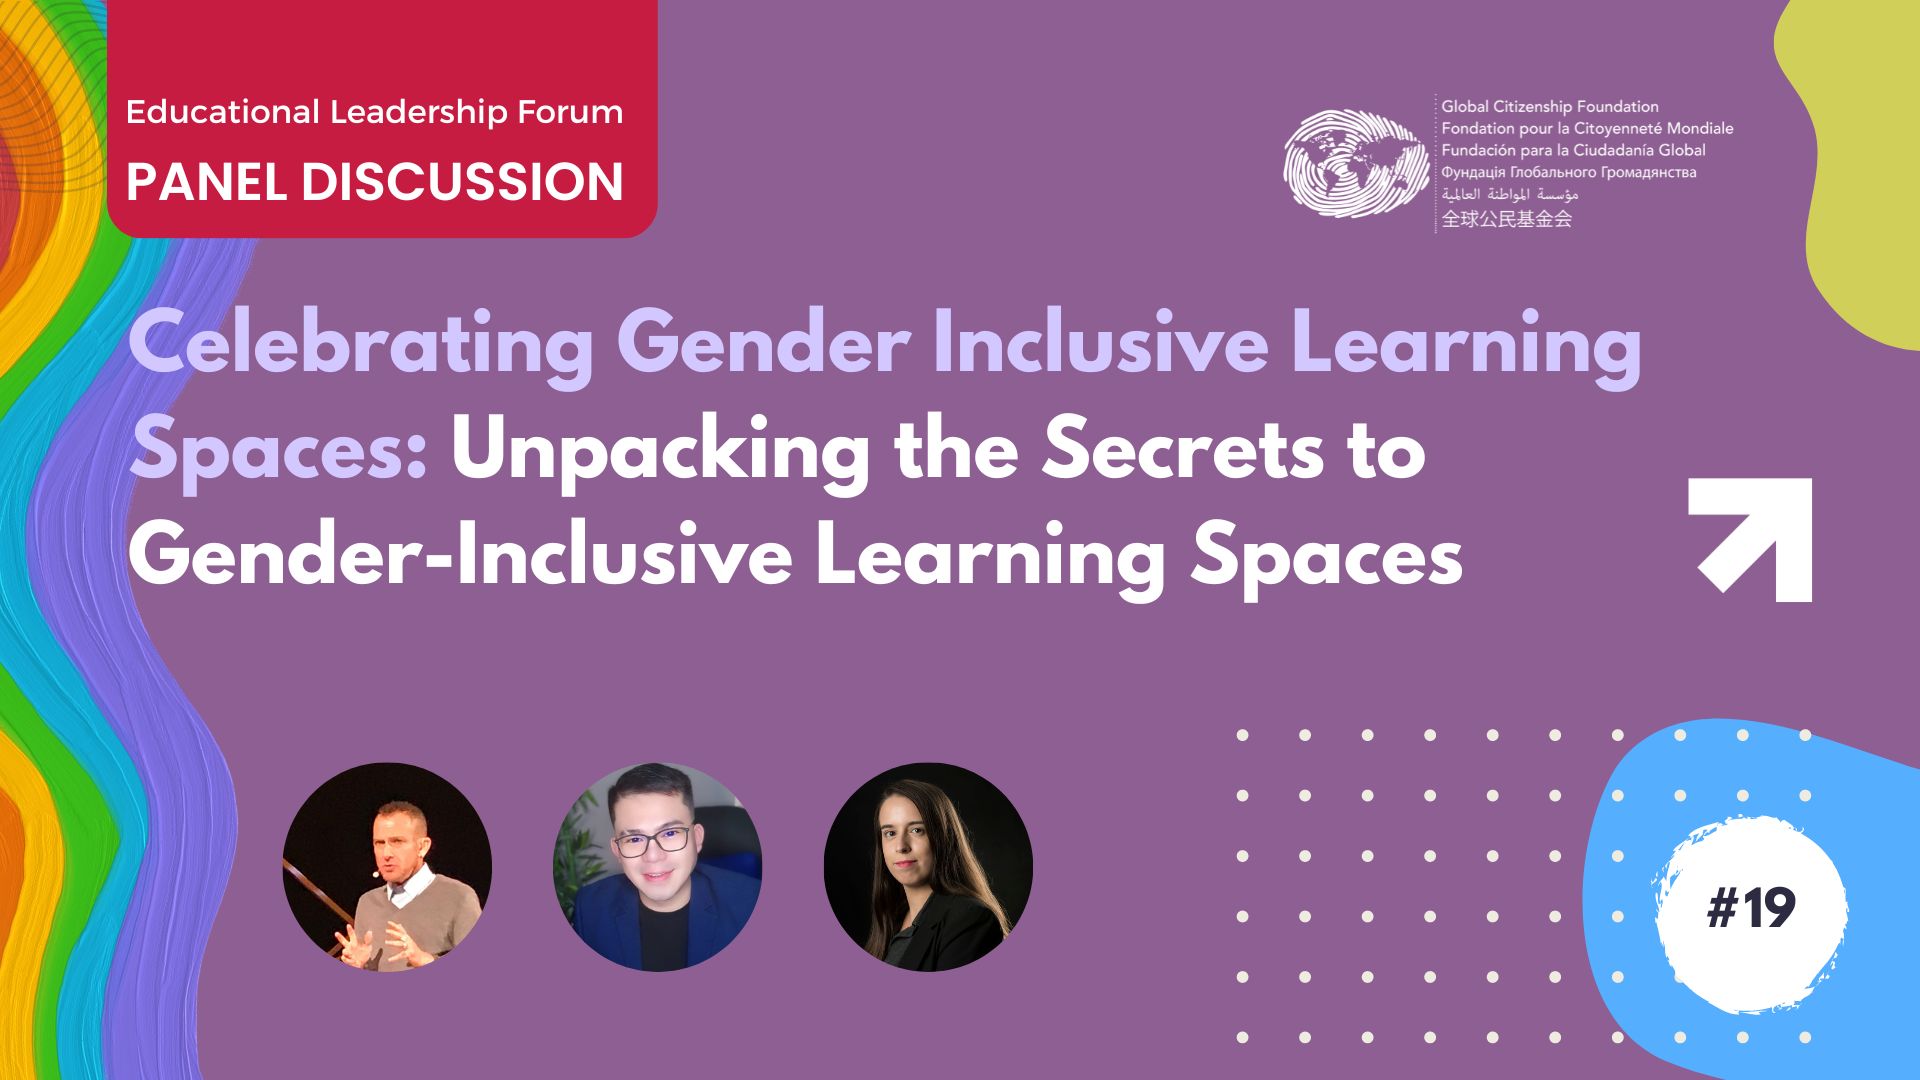 Educational Leadership Forum
PANEL DISCUSSION
Global Citizenship Foundation
Fondation pour la Citoyenneté Mondiale
Fundación para la Ciudadanía Global
Фундація Глобального Громадянства
مؤسسة المواطنة العالمية
全球公民基金会
Celebrating Gender Inclusive Learning
Spaces: Unpacking the Secrets to
Gender-Inclusive Learning Spaces
#19